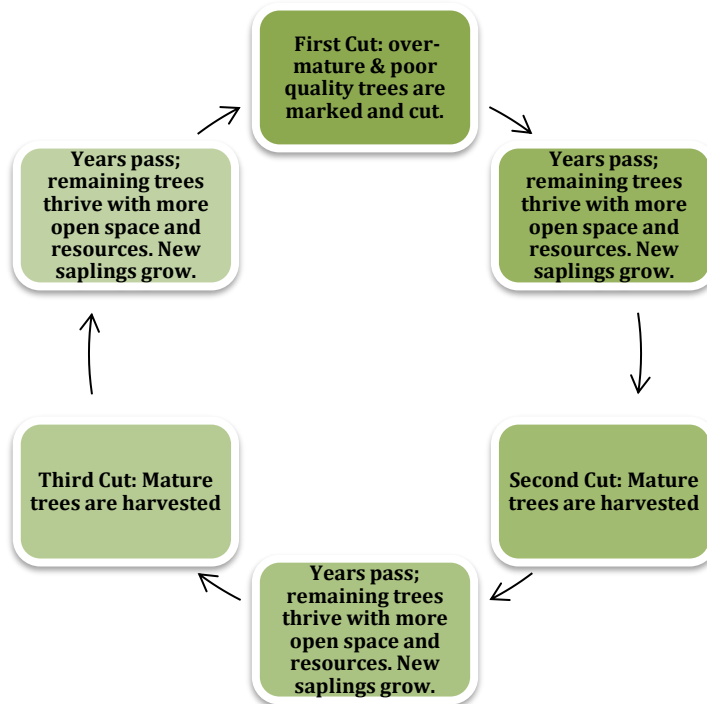 First Cut: over-
mature & poor
quality trees are
marked and cut.
Years pass;
remaining trees
thrive with more
open space and
resources. New
saplings grow.
Second Cut: Mature
trees are harvested
Years pass;
remaining trees
thrive with more
open space and
resources. New
saplings grow.
Third Cut: Mature
trees are harvested
Years pass;
remaining trees
thrive with more
open space and
resources. New
saplings grow.